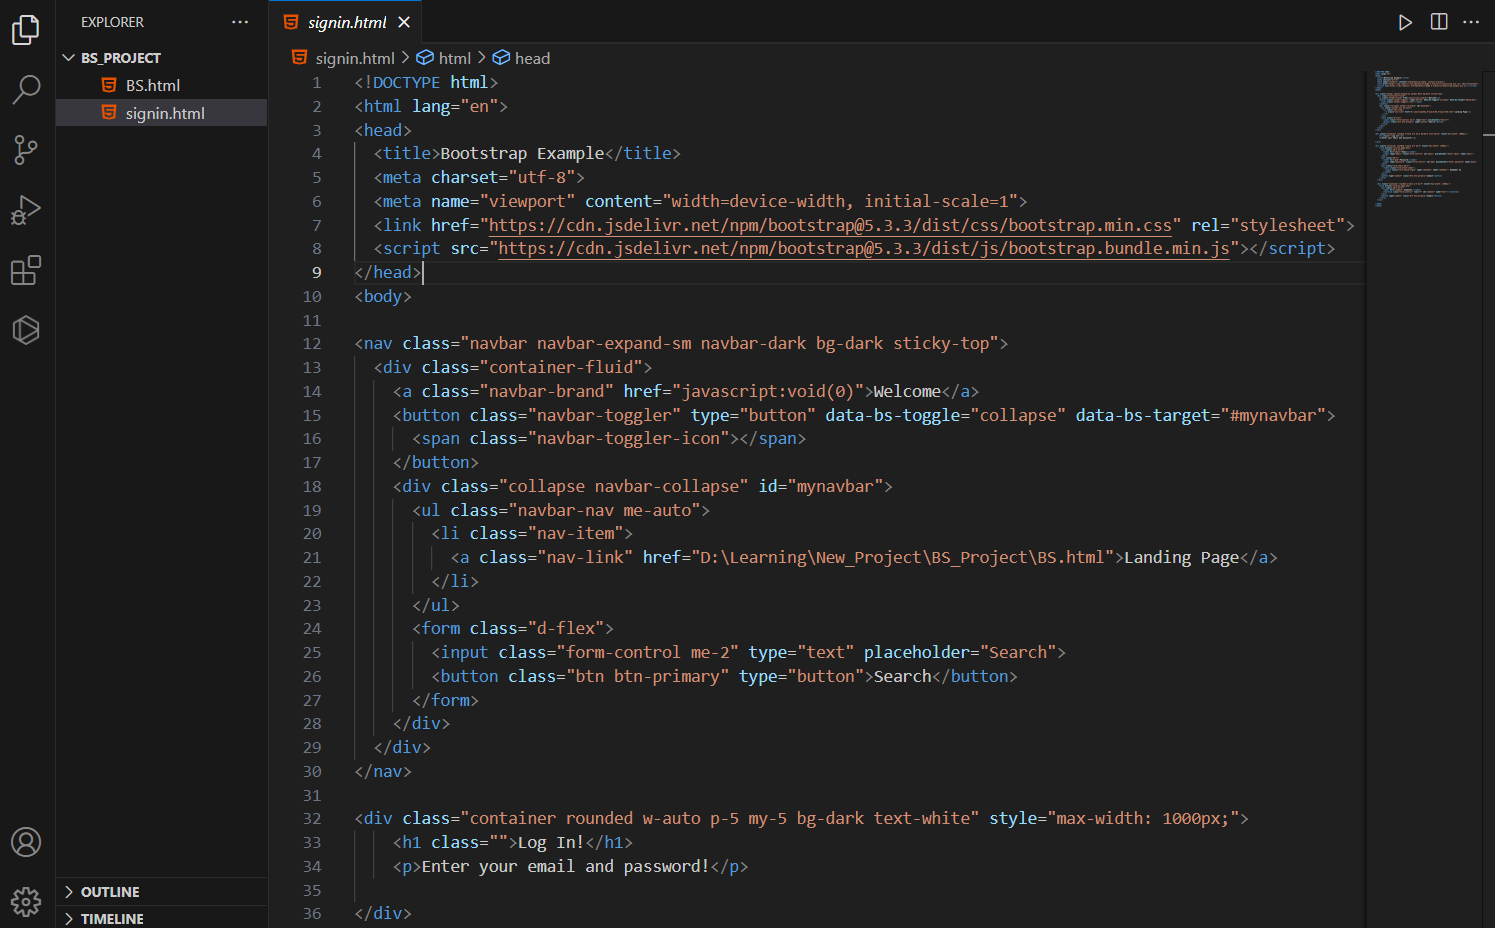 EXPLORER
BS_PROJECT
BS.html
signin.html
OUTLINE
TIMELINE
signin.html
signin.html > html > head
1 <!DOCTYPE html>
2 <html lang="en">
3 <head>
4 <title>Bootstrap Example</title>
5 <meta charset="utf-8">
6 <meta name="viewport" content="width=device-width, initial-scale=1">
7 <link href="https://cdn.jsdelivr.net/npm/bootstrap@5.3.3/dist/css/bootstrap.min.css" rel="stylesheet">
8 <script src="https://cdn.jsdelivr.net/npm/bootstrap@5.3.3/dist/js/bootstrap.bundle.min.js"></script>
9 </head>
10 <body>
11
12 <nav class="navbar navbar-expand-sm navbar-dark bg-dark sticky-top">
13 <div class="container-fluid">
14 <a class="navbar-brand" href="javascript:void(0)">Welcome</a>
15 <button class="navbar-toggler" type="button" data-bs-toggle="collapse" data-bs-target="#mynavbar">
16 <span class="navbar-toggler-icon"></span>
17 </button>
18 <div class="collapse navbar-collapse" id="mynavbar">
19 <ul class="navbar-nav me-auto">
20 <li class="nav-item">
21 <a class="nav-link" href="D:\Learning\New_Project\BS_Project\BS.html">Landing Page</a>
22 </li>
23 </ul>
24 <form class="d-flex">
25 <input class="form-control me-2" type="text" placeholder="Search">
26 <button class="btn btn-primary" type="button">Search</button>
27 </form>
28 </div>
29 </div>
30 </nav>
31
32 <div class="container rounded w-auto p-5 my-5 bg-dark text-white" style="max-width: 1000px;">
33 <h1 class="">Log In!</h1>
34 <p>Enter your email and password!</p>
35
36 </div>